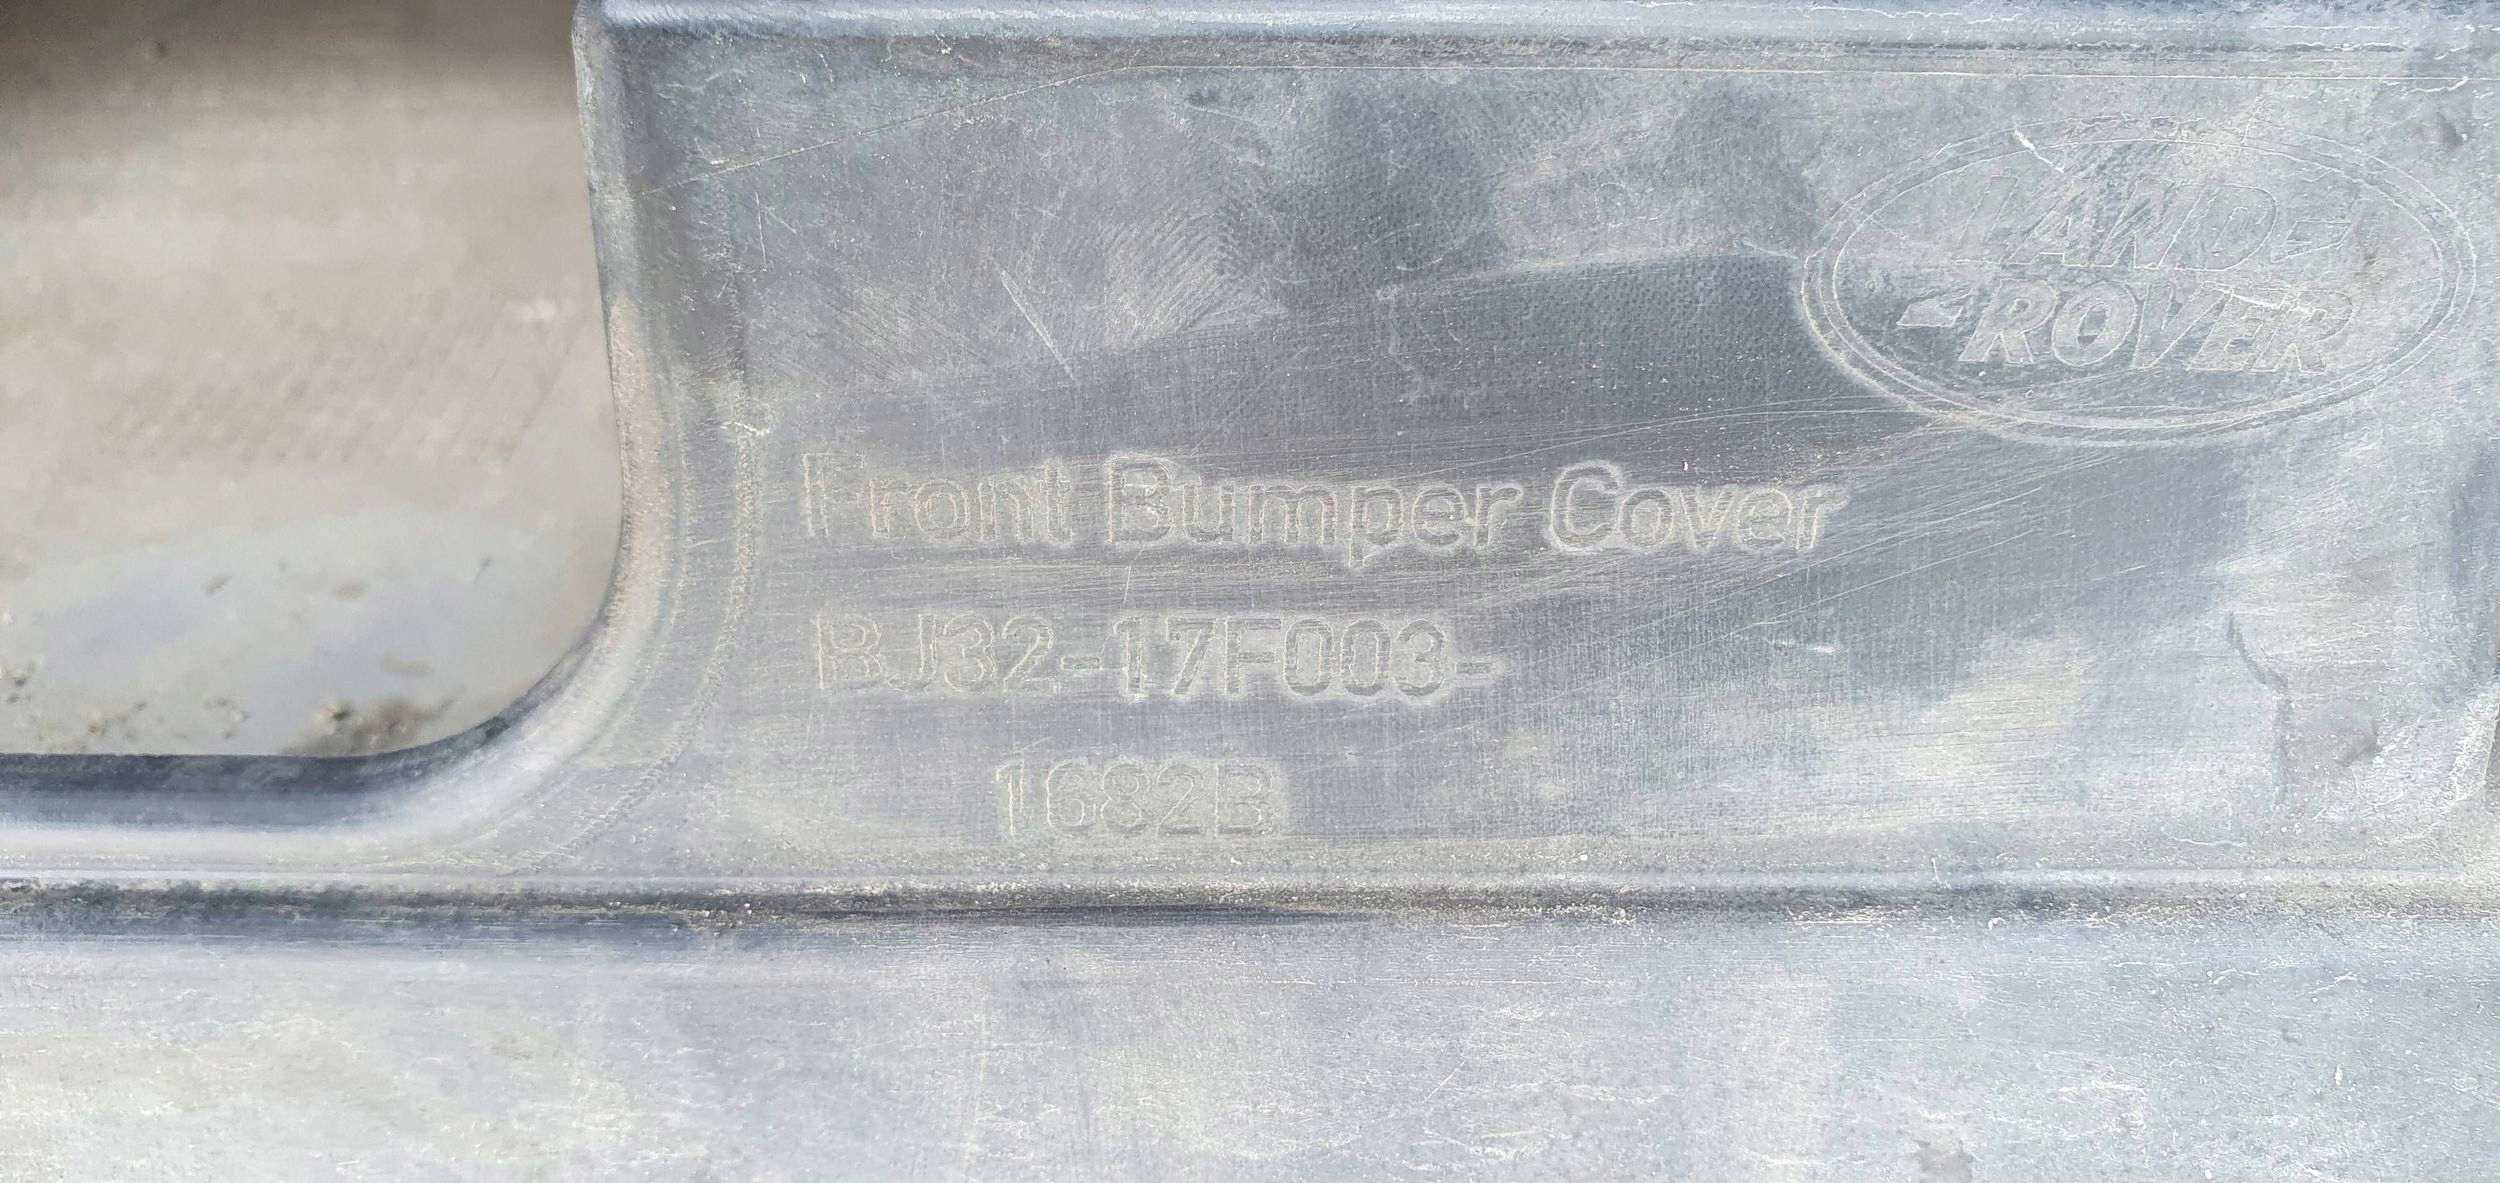 LAND
ROVER
Front Bumper Cover
BJ32-17F003-
1682B